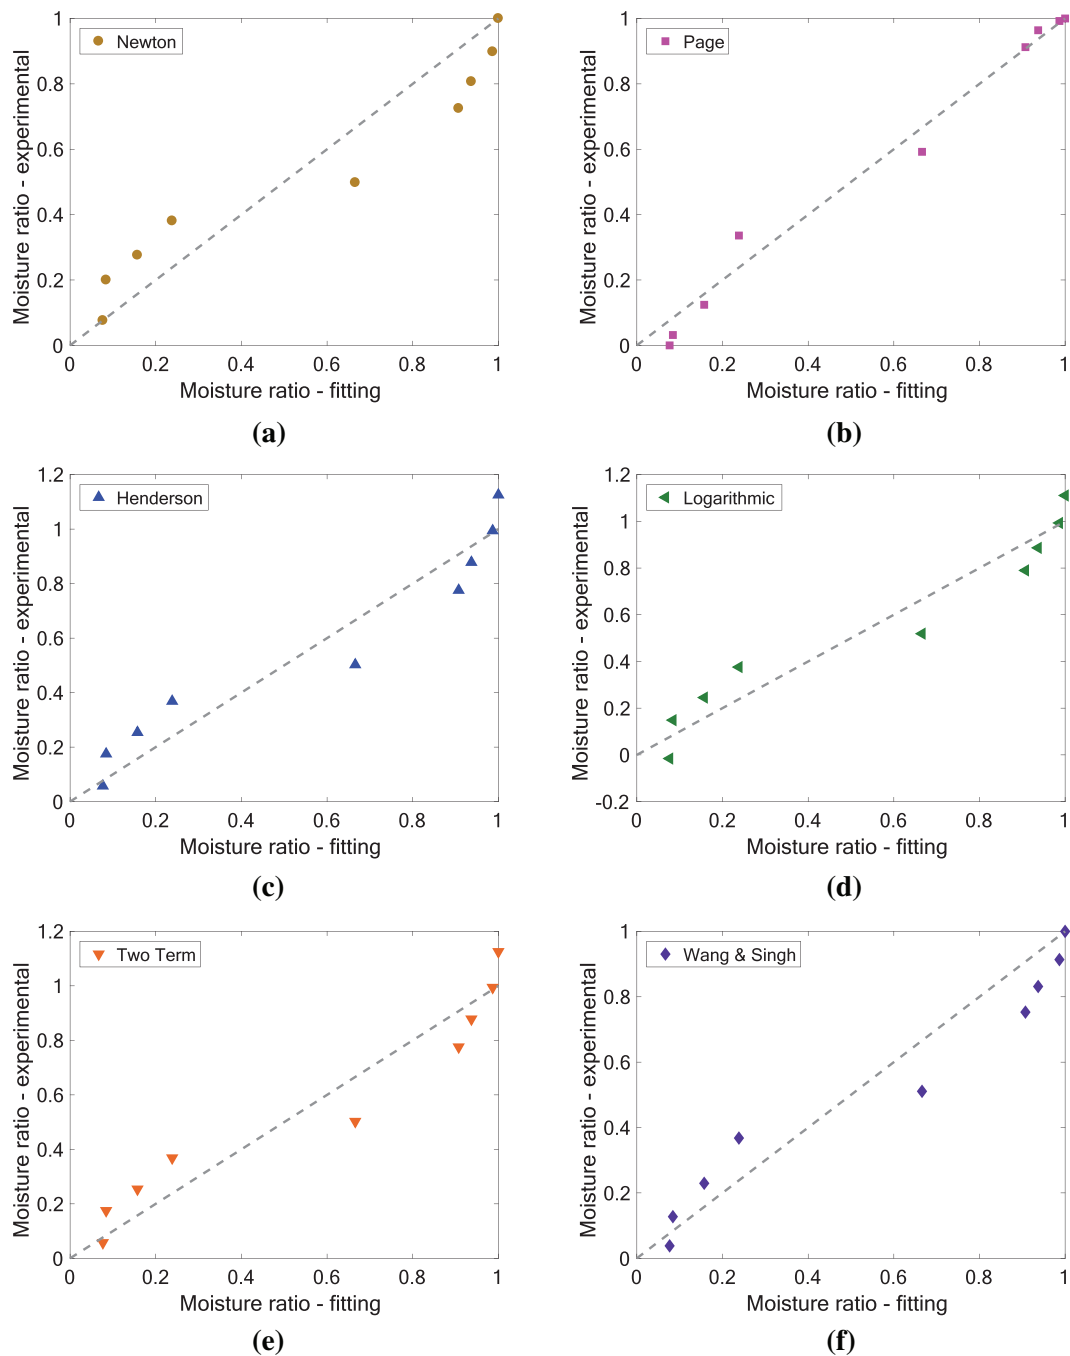 Newton
Moisture ratio - experimental
1
0.8
0.6
0.4
0.2
0
0 0.2 0.4 0.6 0.8 1
Moisture ratio - fitting
(a)
Page
Moisture ratio - experimental
1
0.8
0.6
0.4
0.2
0
0 0.2 0.4 0.6 0.8 1
Moisture ratio - fitting
(b)
Henderson
Moisture ratio - experimental
1.2
1
0.8
0.6
0.4
0.2
0
0 0.2 0.4 0.6 0.8 1
Moisture ratio - fitting
(c)
Logarithmic
Moisture ratio - experimental
1.2
1
0.8
0.6
0.4
0.2
0
-0.2
0 0.2 0.4 0.6 0.8 1
Moisture ratio - fitting
(d)
Two Term
Moisture ratio - experimental
1.2
1
0.8
0.6
0.4
0.2
0
0 0.2 0.4 0.6 0.8 1
Moisture ratio - fitting
(e)
Wang & Singh
Moisture ratio - experimental
1
0.8
0.6
0.4
0.2
0
0 0.2 0.4 0.6 0.8 1
Moisture ratio - fitting
(f)